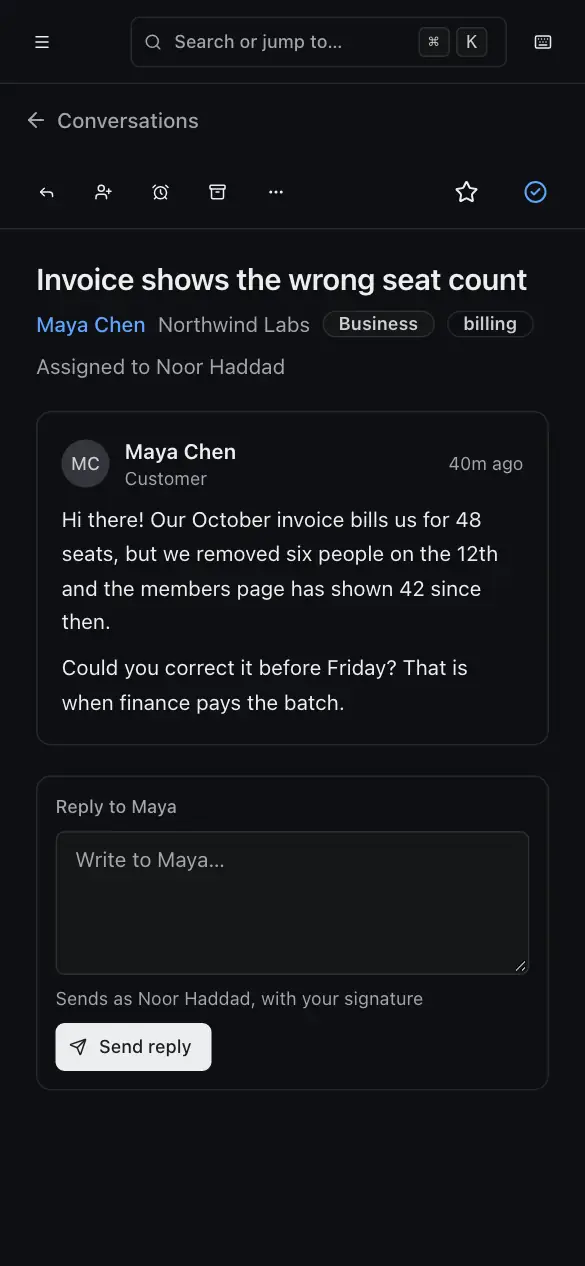 Search or jump to...
⌘ K
Conversations
Invoice shows the wrong seat count
Maya Chen Northwind Labs Business billing
Assigned to Noor Haddad
MC
Maya Chen
Customer
40m ago
Hi there! Our October invoice bills us for 48
seats, but we removed six people on the 12th
and the members page has shown 42 since
then.
Could you correct it before Friday? That is
when finance pays the batch.
Reply to Maya
Write to Maya...
Sends as Noor Haddad, with your signature
Send reply